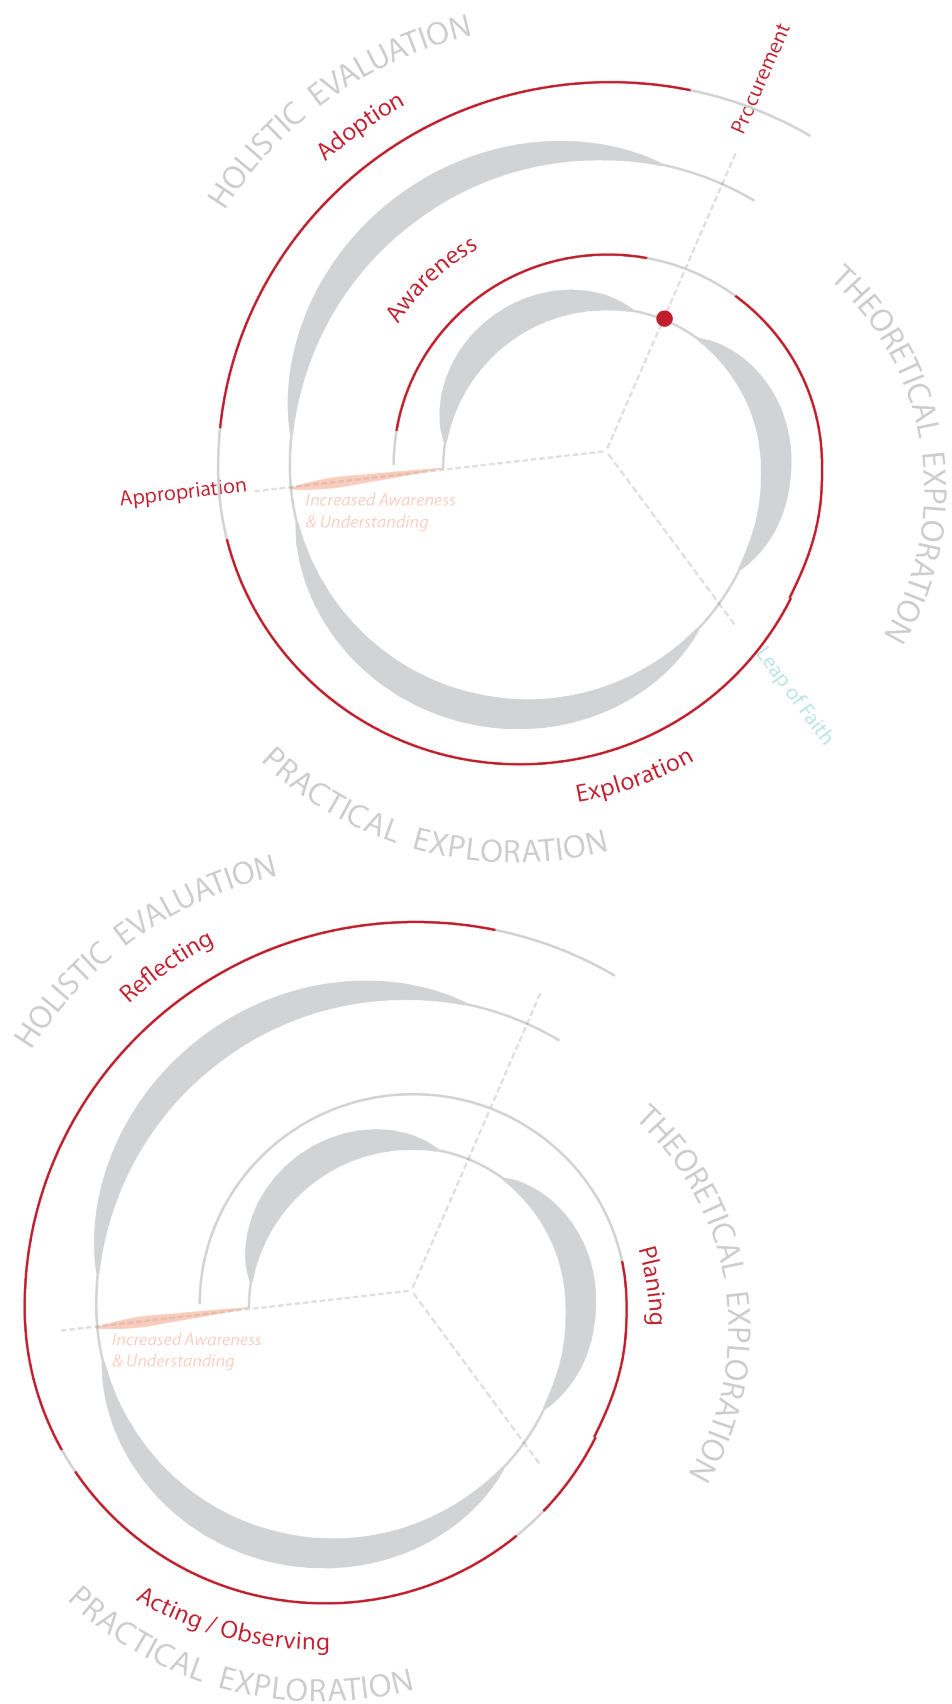 HOLISTIC EVALUATION
Adoption
Procurement
Awareness
THEORETICAL EXPLORATION
Appropriation
Increased Awareness
& Understanding
Leap of Faith
Exploration
PRACTICAL EXPLORATION
HOLISTIC EVALUATION
Reflecting
THEORETICAL EXPLORATION
Planing
Increased Awareness
& Understanding
Acting / Observing
PRACTICAL EXPLORATION